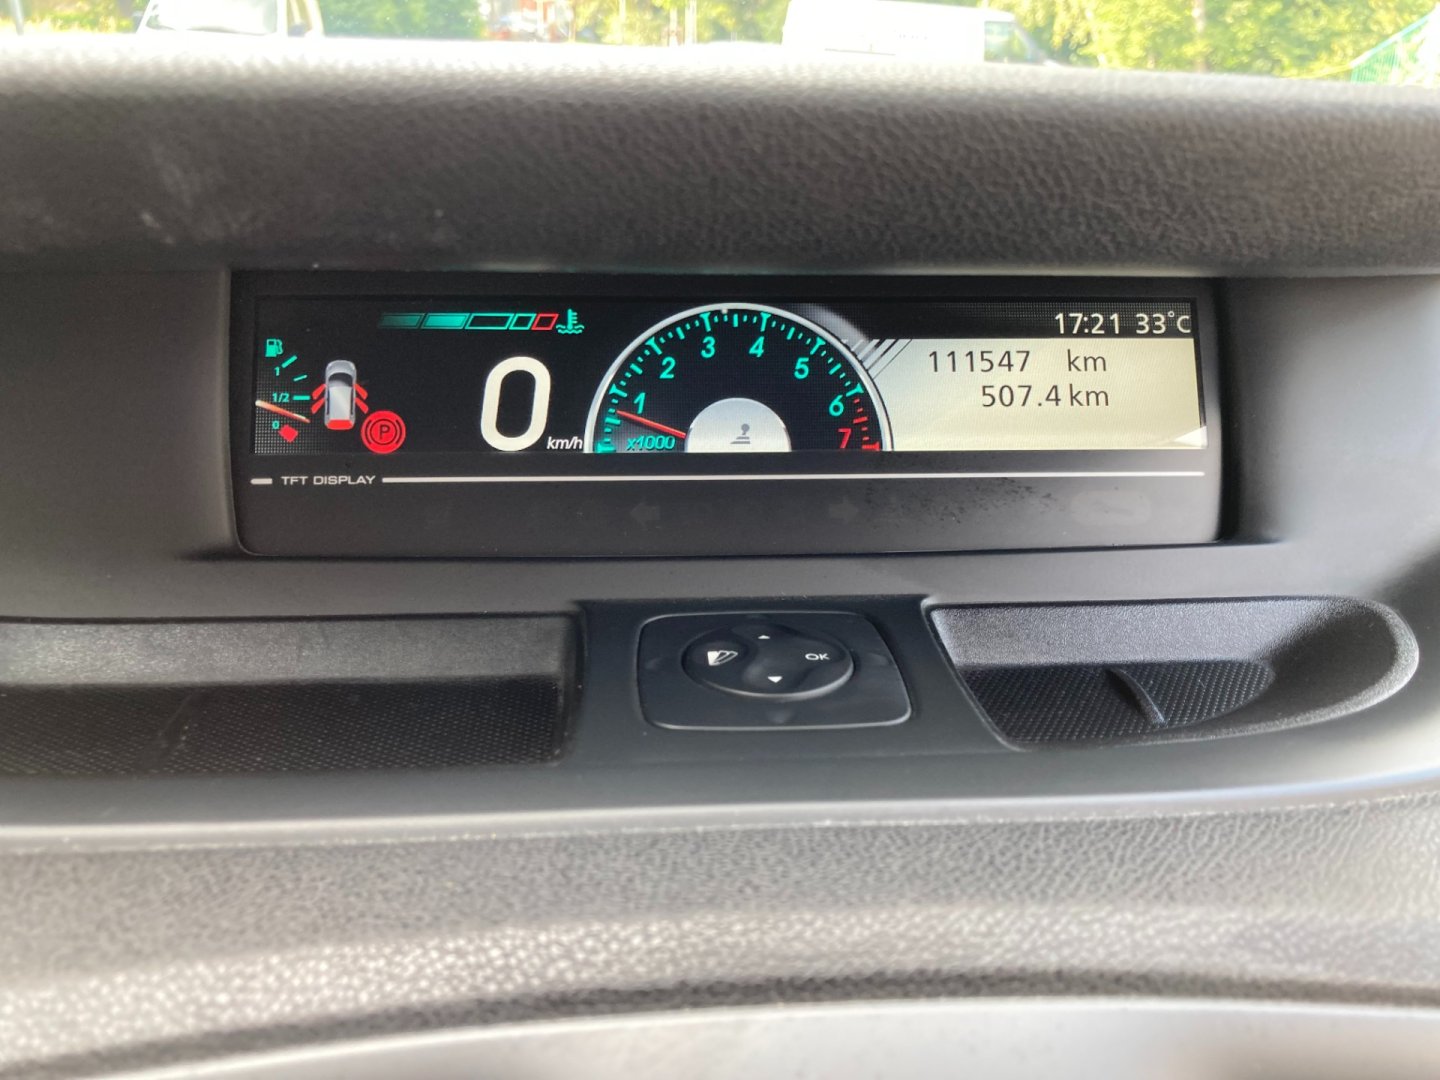 17:21 33°C
111547 km
507.4 km
1
1/2
0
P
0 km/h
1 2 3 4 5 6 7
x1000
TFT DISPLAY
OK